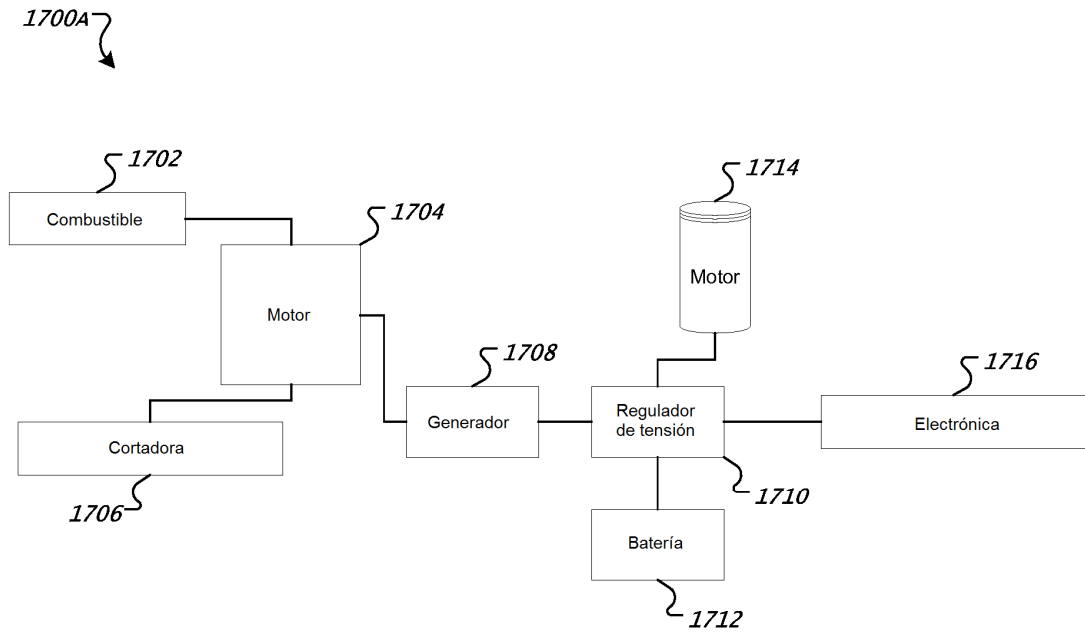 1700A
1702
Combustible
1704
Motor
1714
Motor
1708
Generador
Regulador
de tensión
1716
Electrónica
Cortadora
1706
1710
Batería
1712